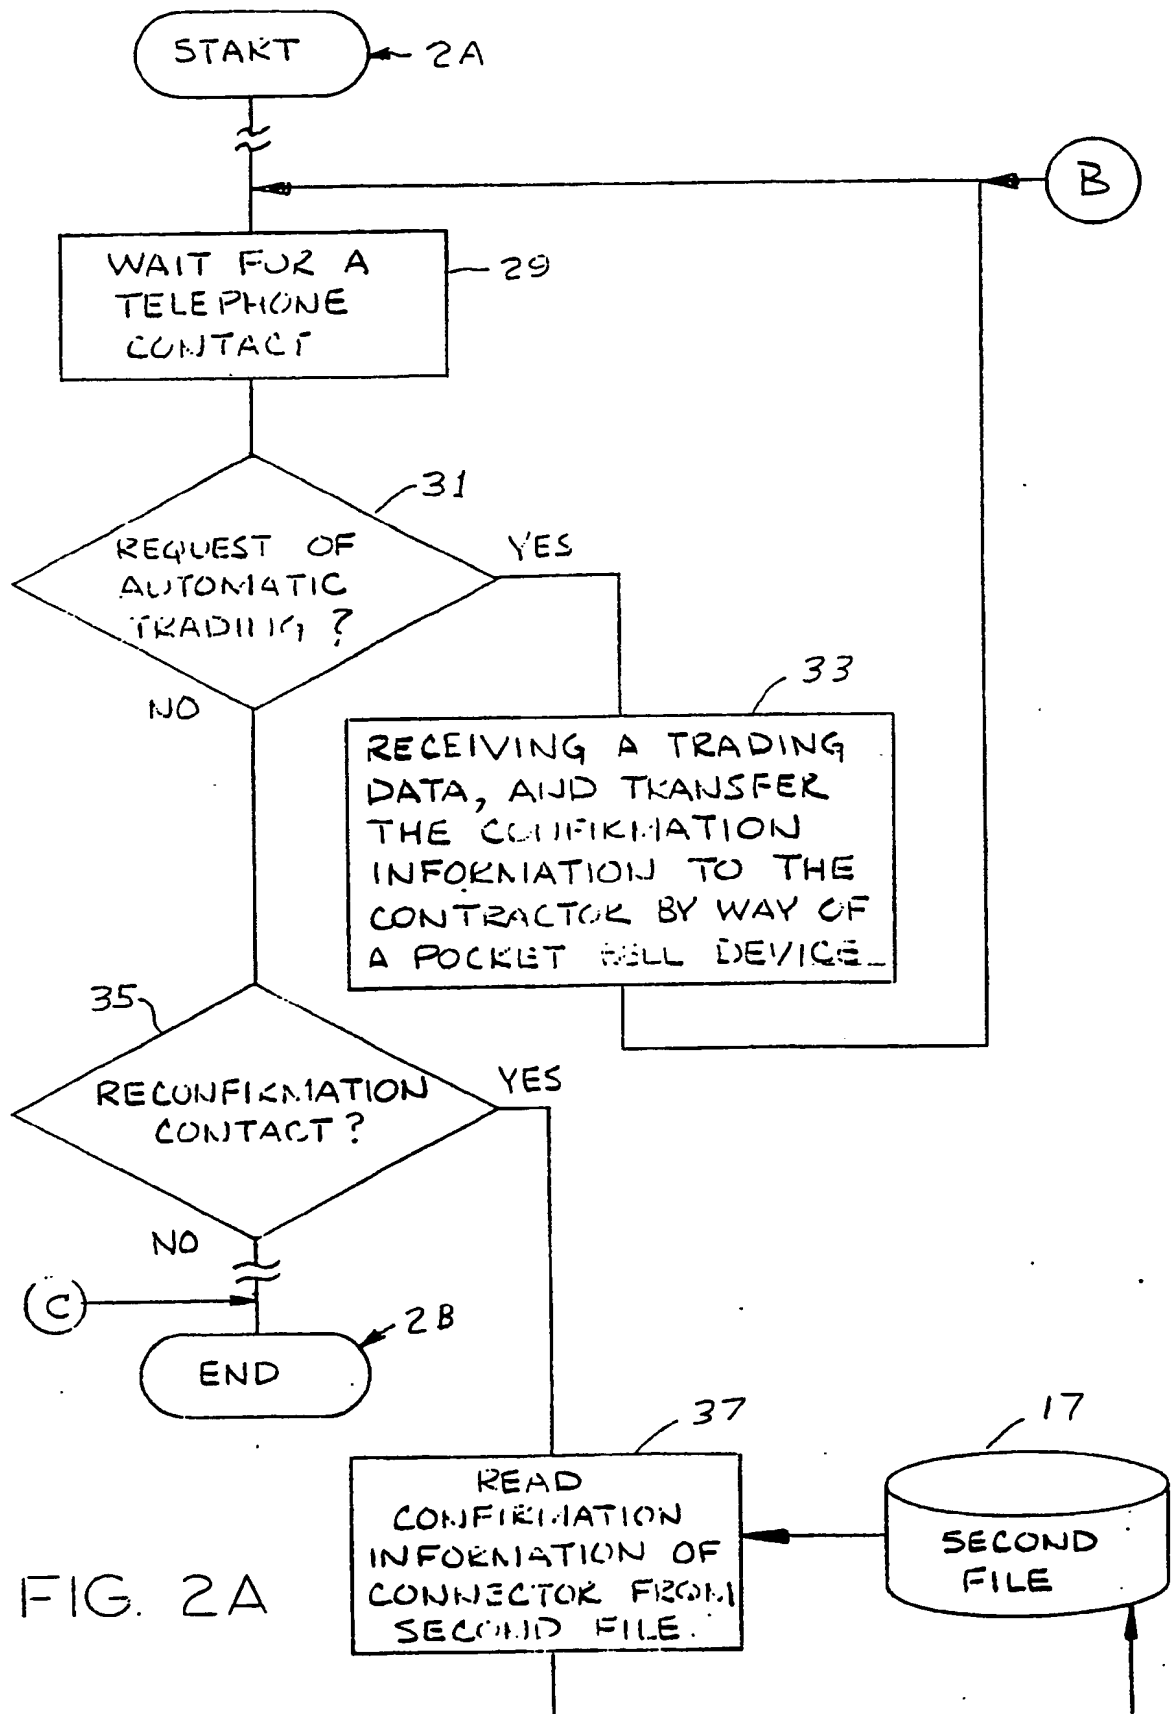 START
2A
B
WAIT FOR A
TELEPHONE
CONTACT
29
31
REQUEST OF
AUTOMATIC
TRADING?
YES
NO
33
RECEIVING A TRADING
DATA, AND TRANSFER
THE CONFIRMATION
INFORMATION TO THE
CONTRACTOR BY WAY OF
A POCKET BELL DEVICE
35
RECONFIRMATION
CONTACT?
YES
NO
C
2B
END
37
READ
CONFIRMATION
INFORMATION OF
CONNECTOR FROM
SECOND FILE.
17
SECOND
FILE
FIG. 2A